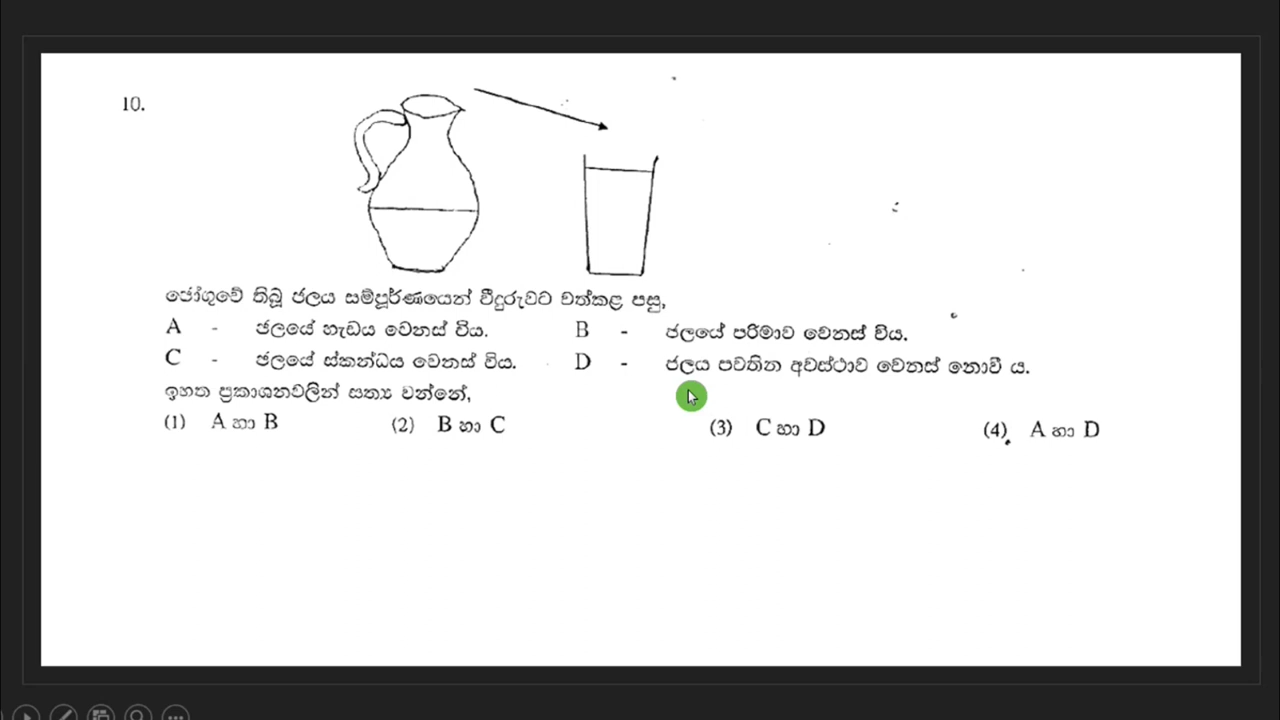 10.
ජෝගුවේ තිබූ ජලය සම්පූර්ණයෙන් වීදුරුවට වත්කළ පසු,
A - ජලයේ හැඩය වෙනස් විය. B - ජලයේ පරිමාව වෙනස් විය.
C - ජලයේ ස්කන්ධය වෙනස් විය. D - ජලය පවතින අවස්ථාව වෙනස් නොවී ය.
ඉහත ප්‍රකාශනවලින් සත්‍ය වන්නේ,
(1) A හා B (2) B හා C (3) C හා D (4) A හා D